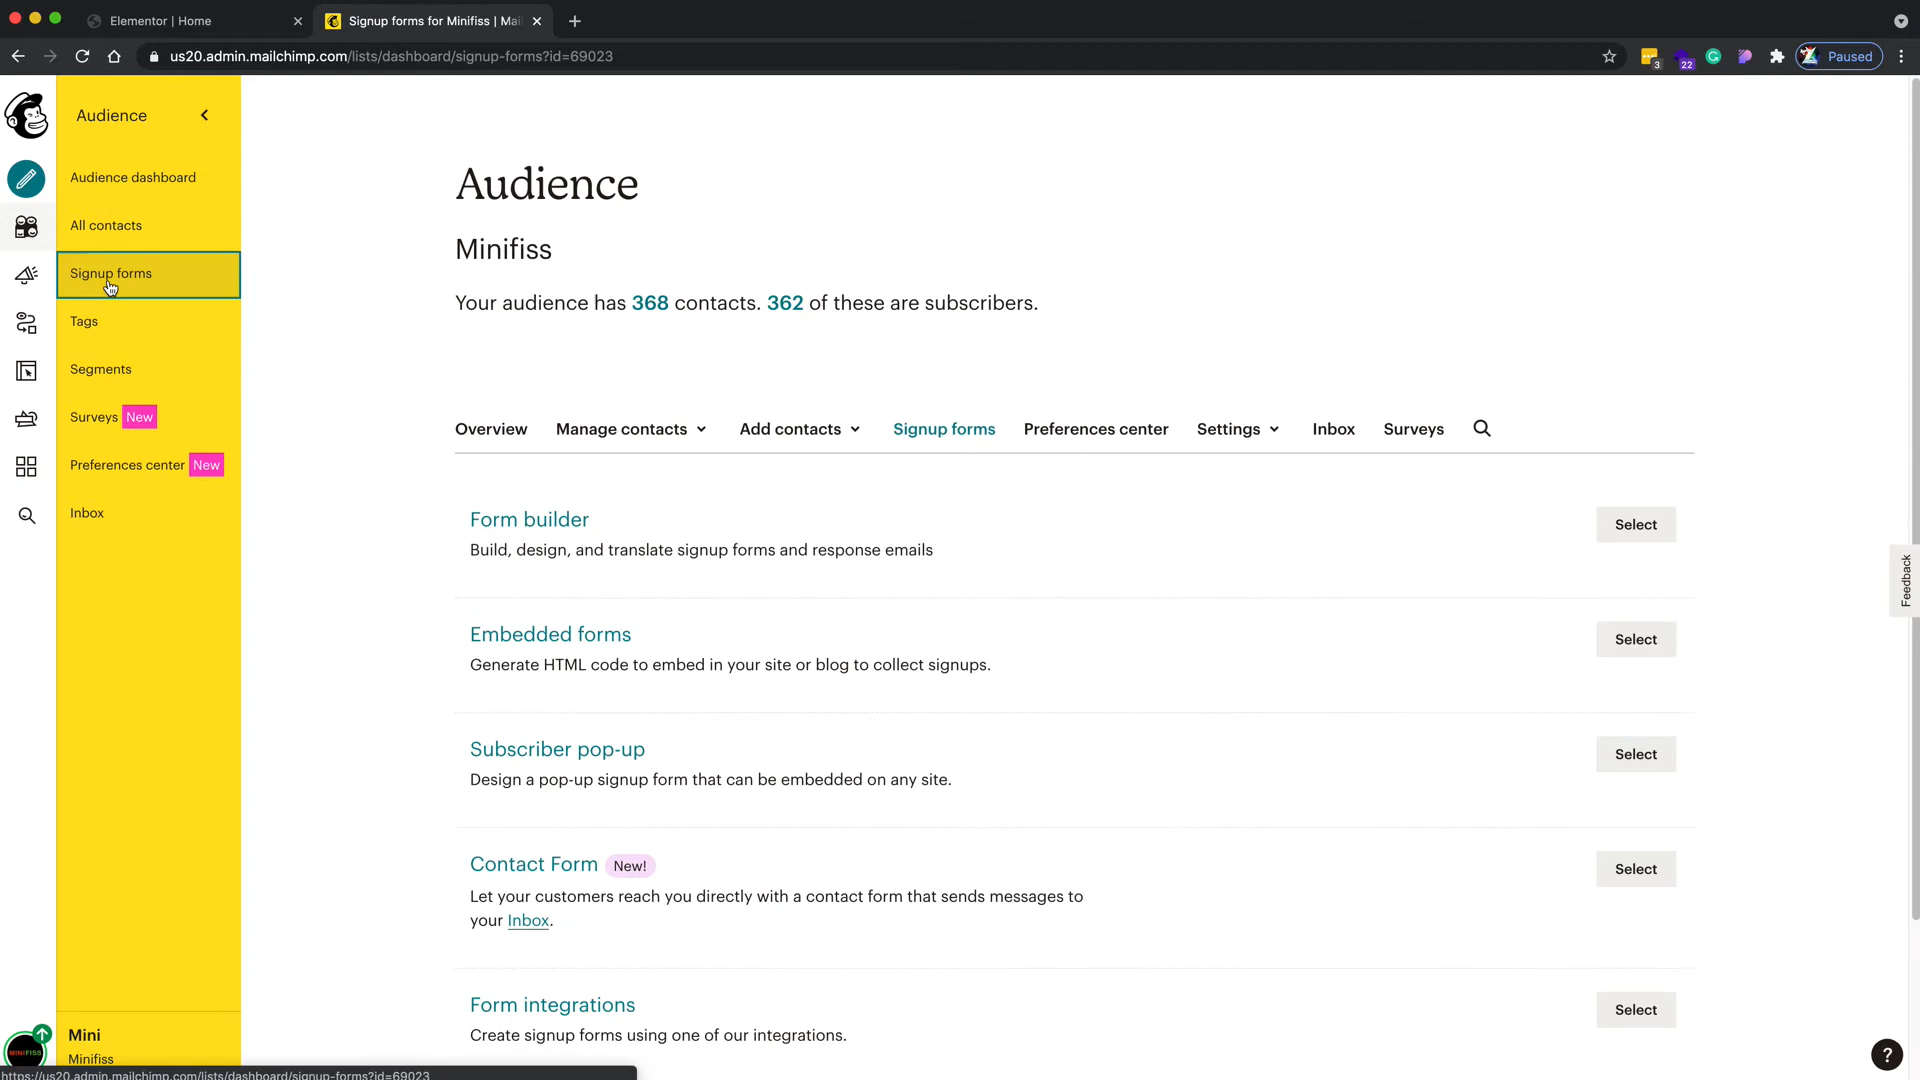 Elementor | Home
Signup forms for Minifiss | Mai
us20.admin.mailchimp.com/lists/dashboard/signup-forms?id=69023
3
22
Paused
Audience
Audience dashboard
All contacts
Signup forms
Tags
Segments
Surveys New
Preferences center New
Inbox
Mini
Minifiss
MINIFISS
Audience
Minifiss
Your audience has 368 contacts. 362 of these are subscribers.
Overview Manage contacts Add contacts Signup forms Preferences center Settings Inbox Surveys
Form builder
Build, design, and translate signup forms and response emails
Select
Embedded forms
Generate HTML code to embed in your site or blog to collect signups.
Select
Subscriber pop-up
Design a pop-up signup form that can be embedded on any site.
Select
Contact Form New!
Let your customers reach you directly with a contact form that sends messages to
your Inbox.
Select
Form integrations
Create signup forms using one of our integrations.
Select
Feedback
?
https://us20.admin.mailchimp.com/lists/dashboard/signup-forms?id=69023